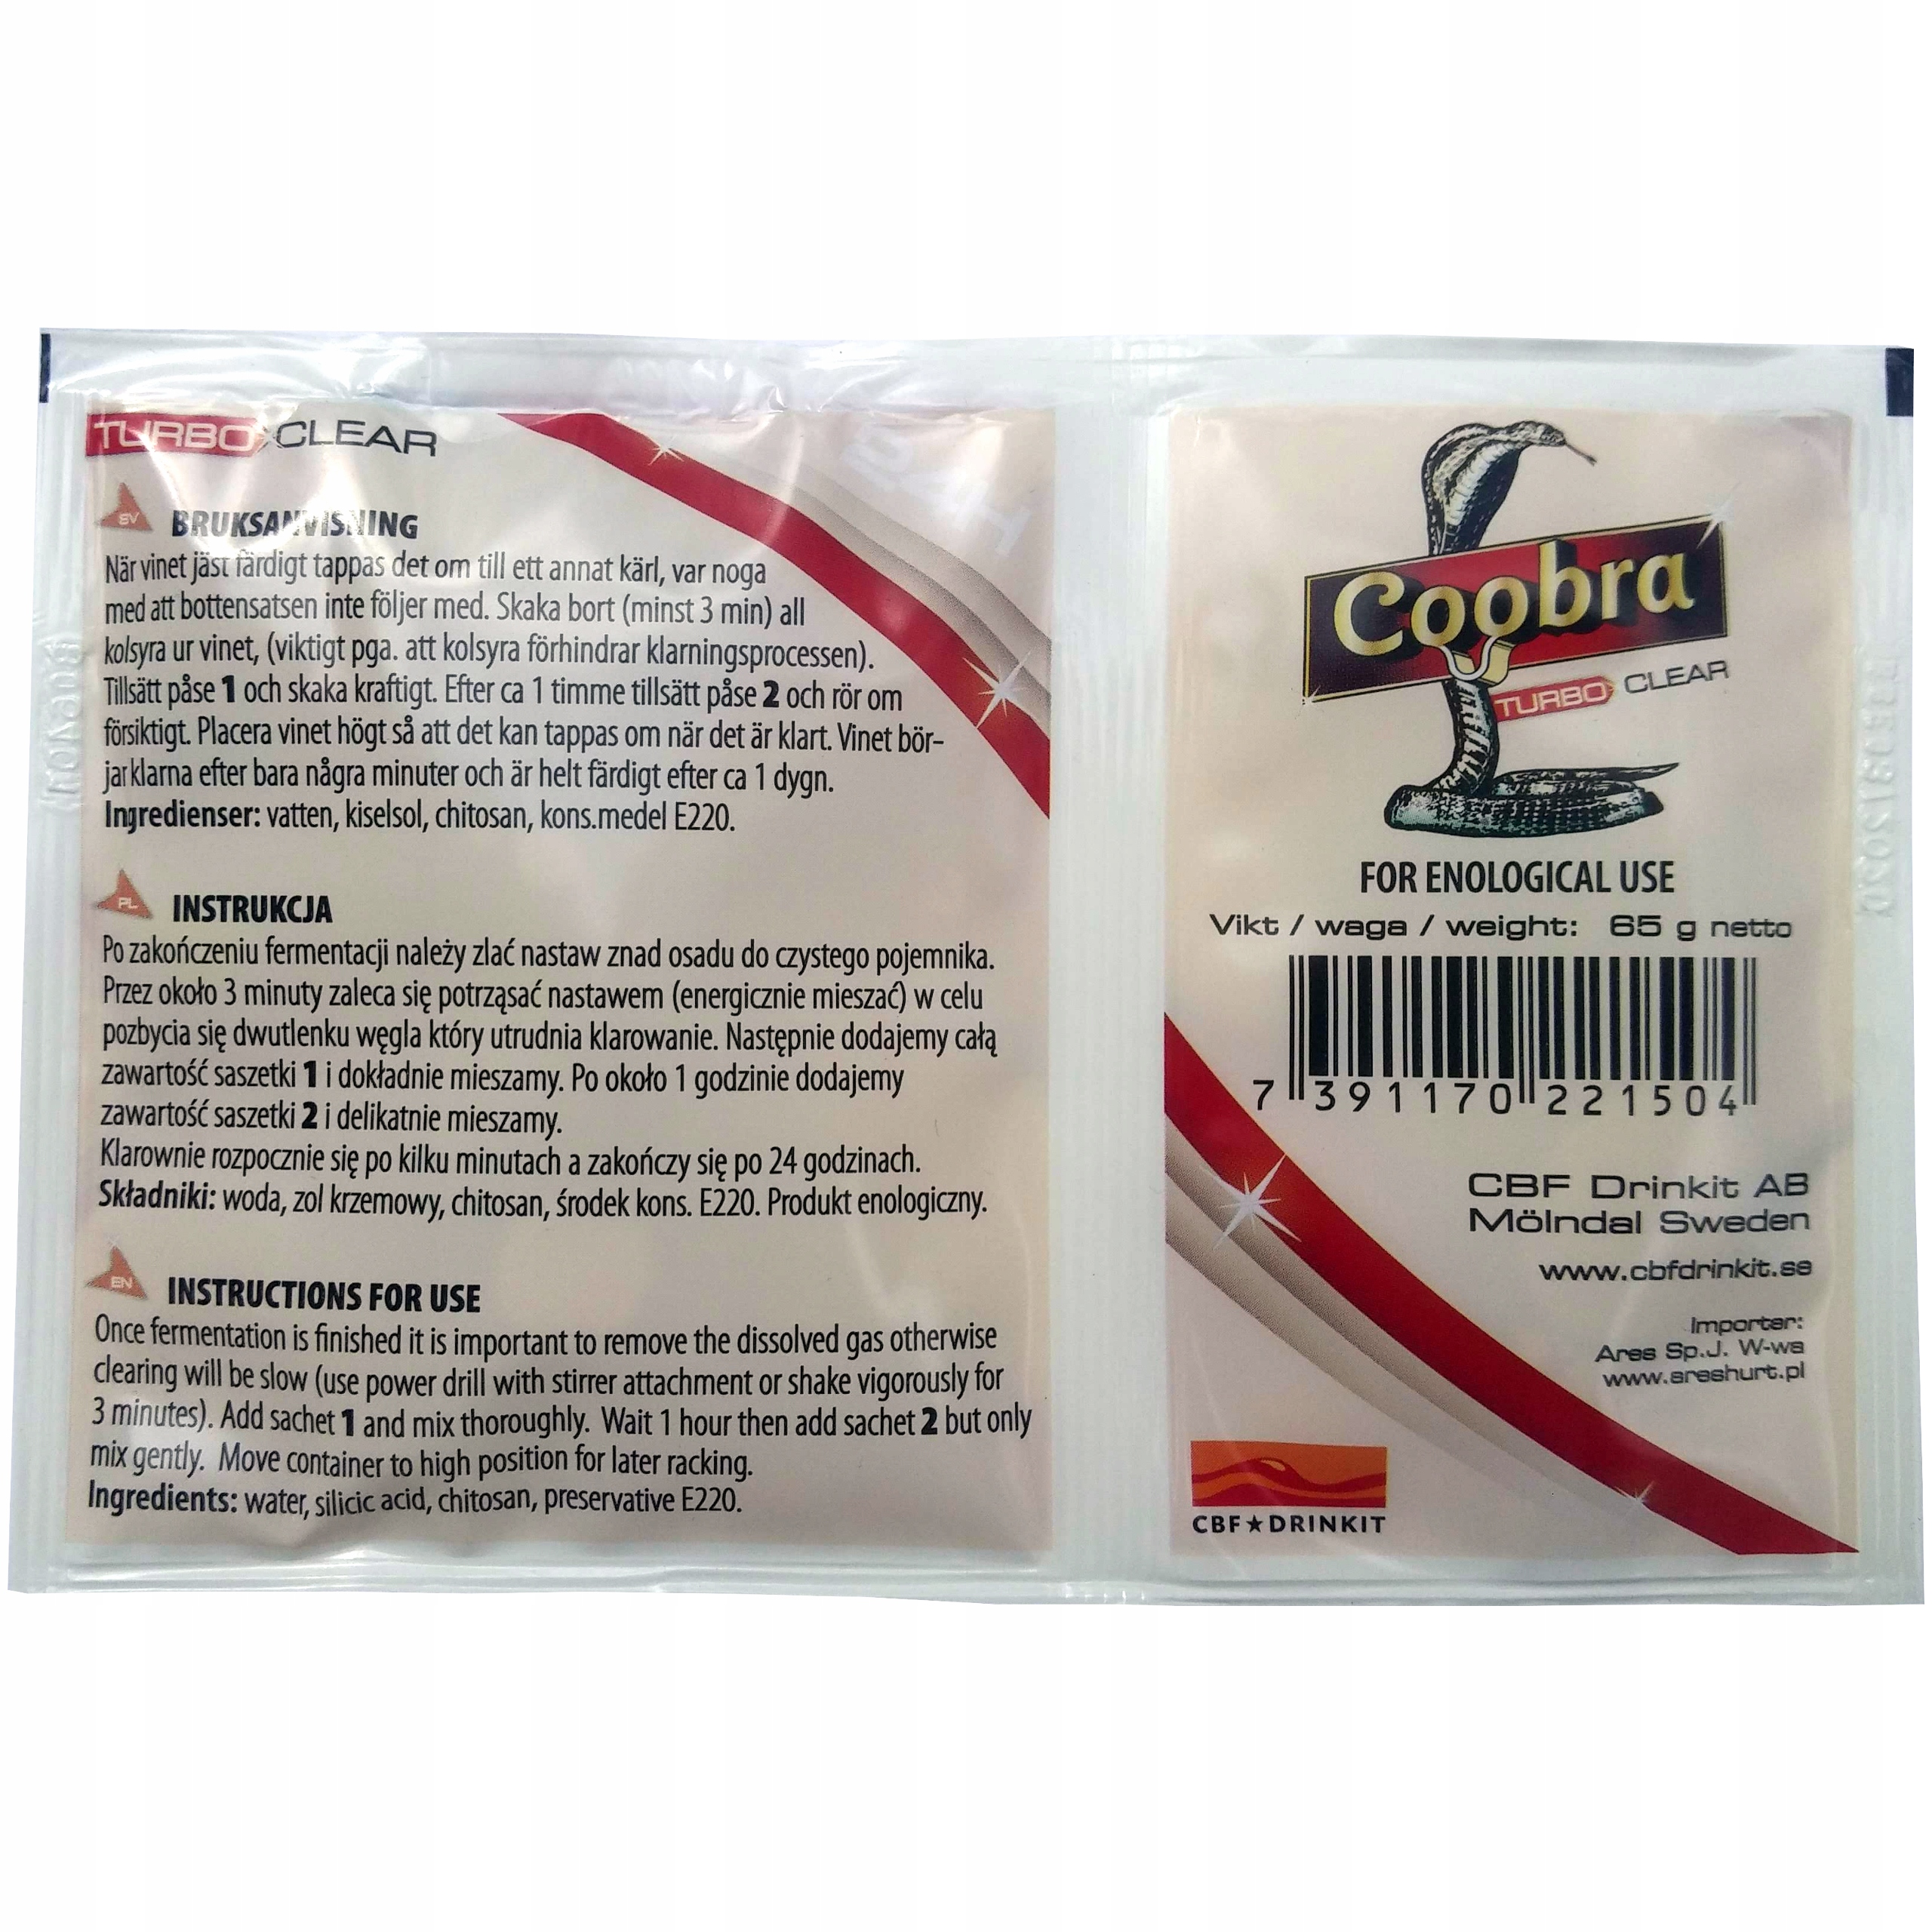 TURBO CLEAR
SV
BRUKSANVISNING
När vinet jäst färdigt tappas det om till ett annat kärl, var noga
med att bottensatsen inte följer med. Skaka bort (minst 3 min) all
kolsyra ur vinet, (viktigt pga. att kolsyra förhindrar klarningsprocessen).
Tillsätt påse 1 och skaka kraftigt. Efter ca 1 timme tillsätt påse 2 och rör om
försiktigt. Placera vinet högt så att det kan tappas om när det är klart. Vinet bör-
jar klarna efter bara några minuter och är helt färdigt efter ca 1 dygn.
Ingredienser: vatten, kiselsol, chitosan, kons.medel E220.
PL
INSTRUKCJA
Po zakończeniu fermentacji należy zlać nastaw znad osadu do czystego pojemnika.
Przez około 3 minuty zaleca się potrząsać nastawem (energicznie mieszać) w celu
pozbycia się dwutlenku węgla który utrudnia klarowanie. Następnie dodajemy całą
zawartość saszetki 1 i dokładnie mieszamy. Po około 1 godzinie dodajemy
zawartość saszetki 2 i delikatnie mieszamy.
Klarownie rozpocznie się po kilku minutach a zakończy się po 24 godzinach.
Składniki: woda, zol krzemowy, chitosan, środek kons. E220. Produkt enologiczny.
EN
INSTRUCTIONS FOR USE
Once fermentation is finished it is important to remove the dissolved gas otherwise
clearing will be slow (use power drill with stirrer attachment or shake vigorously for
3 minutes). Add sachet 1 and mix thoroughly. Wait 1 hour then add sachet 2 but only
mix gently. Move container to high position for later racking.
Ingredients: water, silicic acid, chitosan, preservative E220.
Coobra
TURBO CLEAR
FOR ENOLOGICAL USE
Vikt / waga / weight: 65 g netto
7 391170 221504
CBF Drinkit AB
Mölndal Sweden
www.cbfdrinkit.se
Importer:
Ares Sp.J. W-wa
www.areshurt.pl
CBF★DRINKIT